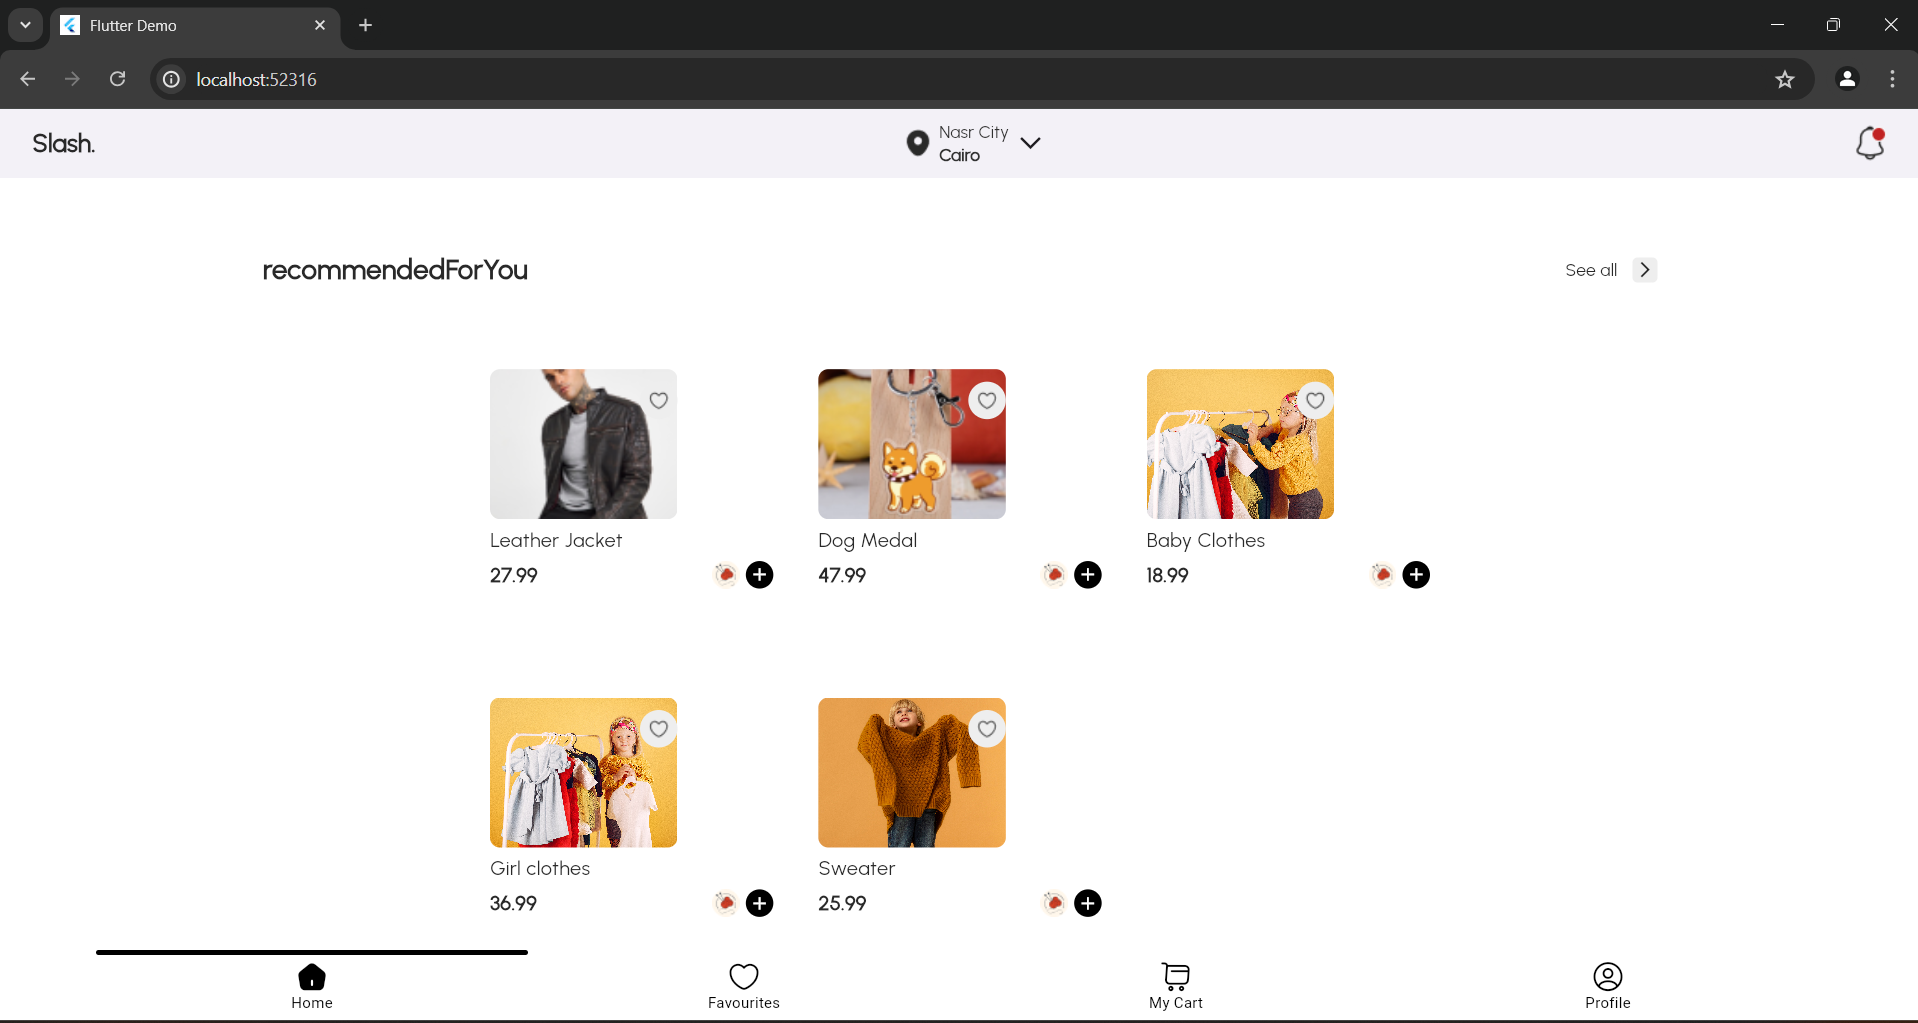 Flutter Demo
localhost:52316
Slash.
Nasr City
Cairo
recommendedForYou
See all
Leather Jacket
27.99
Dog Medal
47.99
Baby Clothes
18.99
Girl clothes
36.99
Sweater
25.99
Home
Favourites
My Cart
Profile